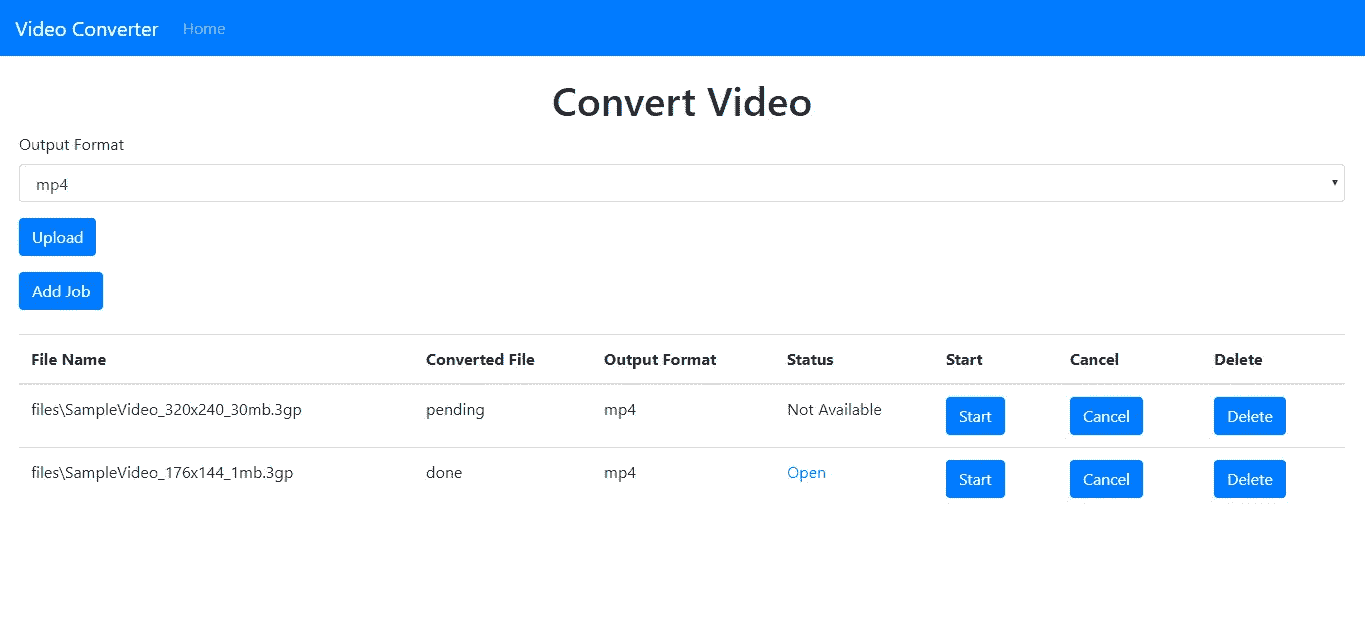 Video Converter Home
Convert Video
Output Format
mp4
Upload
Add Job
File Name Converted File Output Format Status Start Cancel Delete
files\SampleVideo_320x240_30mb.3gp pending mp4 Not Available Start Cancel Delete
files\SampleVideo_176x144_1mb.3gp done mp4 Open Start Cancel Delete